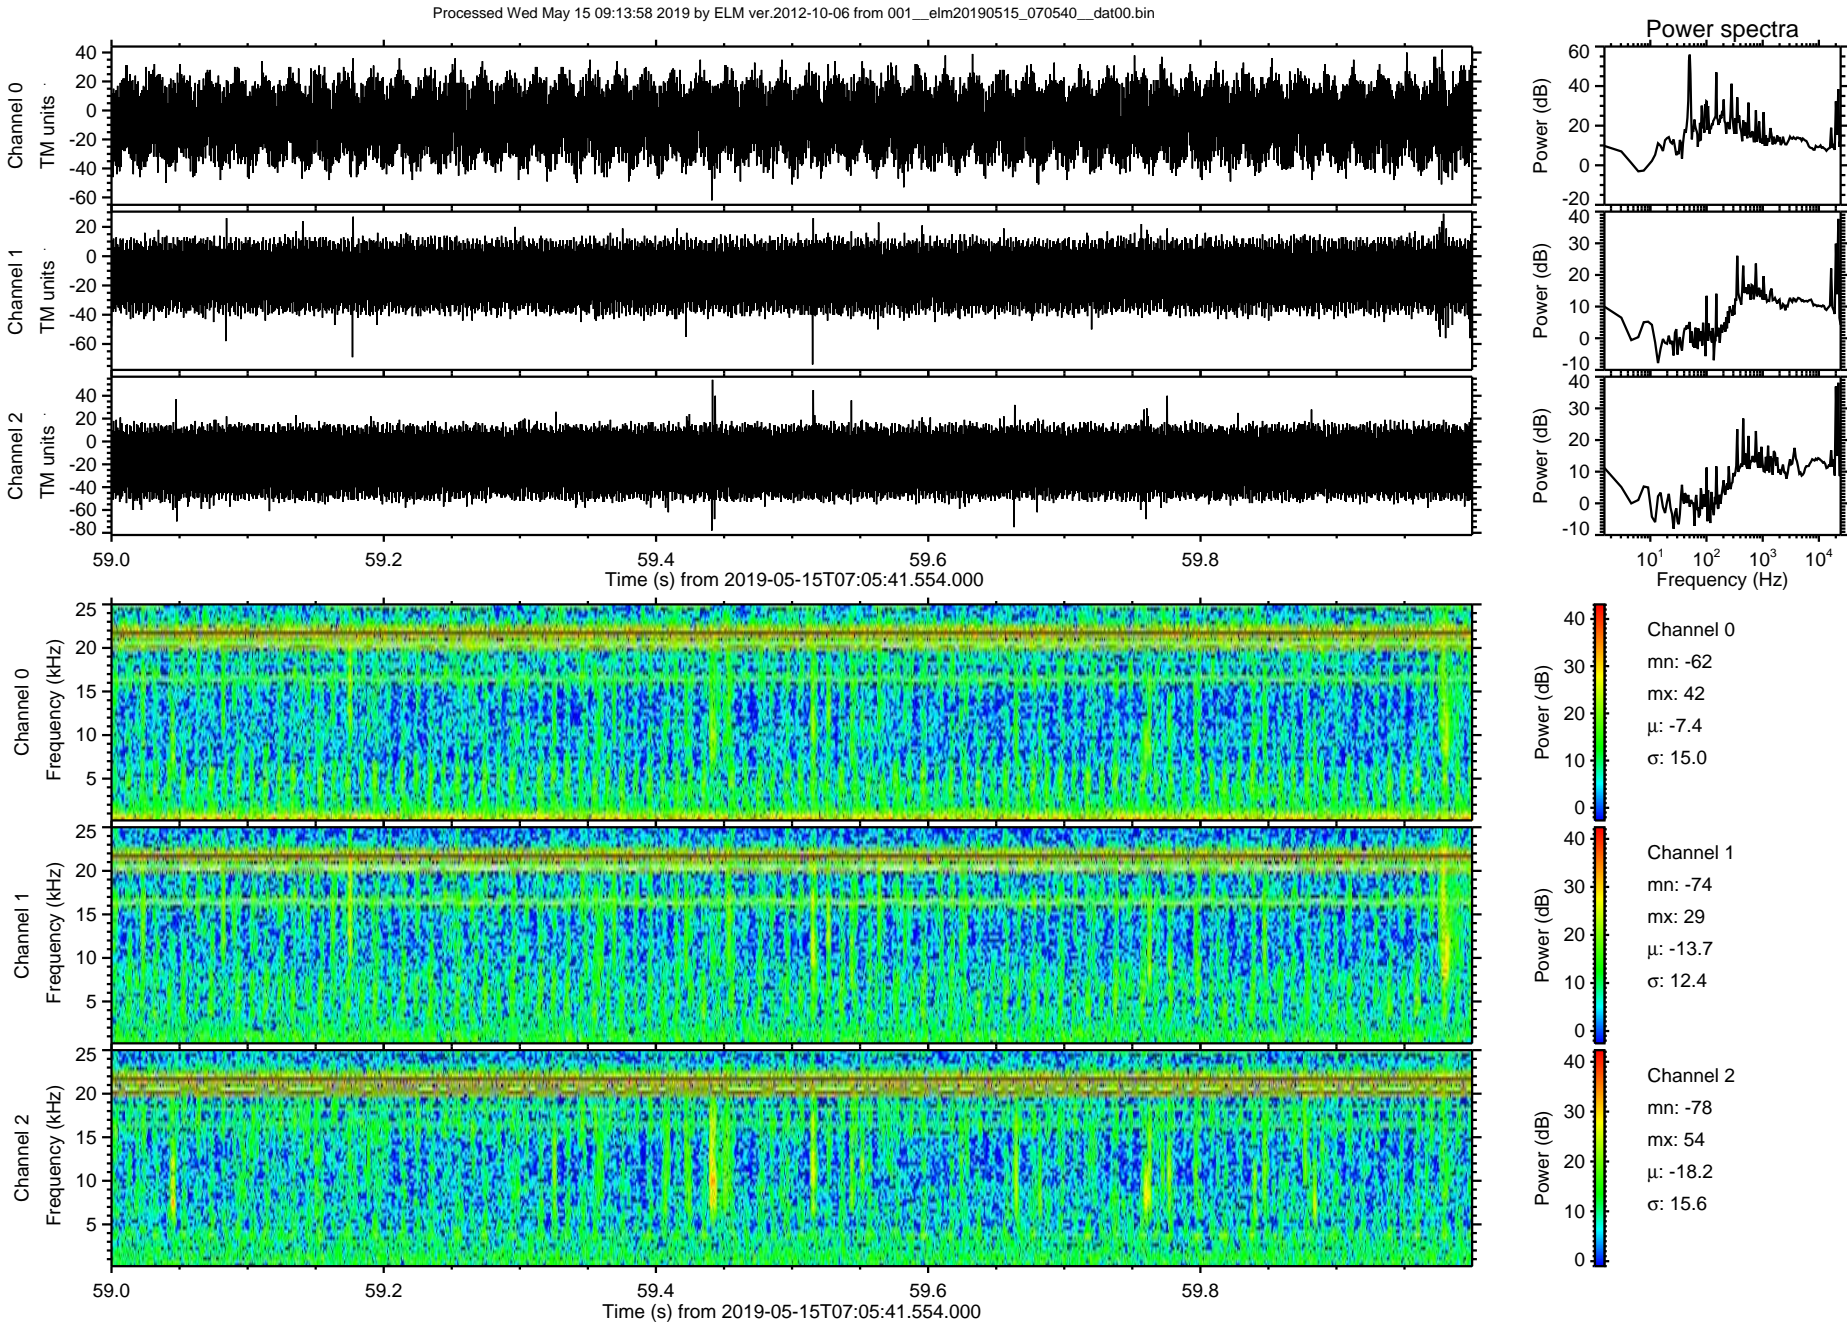 Processed Wed May 15 09:13:58 2019 by ELM ver.2012-10-06 from 001__elm20190515_070540__dat00.bin
Power spectra
Channel 0
TM units
40
20
0
-20
-40
-60
Power (dB)
60
40
20
0
-20
Channel 1
TM units
20
0
-20
-40
-60
Power (dB)
40
30
20
10
0
-10
Channel 2
TM units
40
20
0
-20
-40
-60
-80
Power (dB)
40
30
20
10
0
-10
59.0 59.2 59.4 59.6 59.8
Time (s) from 2019-05-15T07:05:41.554.000
10¹ 10² 10³ 10⁴
Frequency (Hz)
Channel 0
Frequency (kHz)
25
20
15
10
5
Power (dB)
40
30
20
10
0
Channel 0
mn: -62
mx: 42
μ: -7.4
σ: 15.0
Channel 1
Frequency (kHz)
25
20
15
10
5
Power (dB)
40
30
20
10
0
Channel 1
mn: -74
mx: 29
μ: -13.7
σ: 12.4
Channel 2
Frequency (kHz)
25
20
15
10
5
Power (dB)
40
30
20
10
0
Channel 2
mn: -78
mx: 54
μ: -18.2
σ: 15.6
59.0 59.2 59.4 59.6 59.8
Time (s) from 2019-05-15T07:05:41.554.000